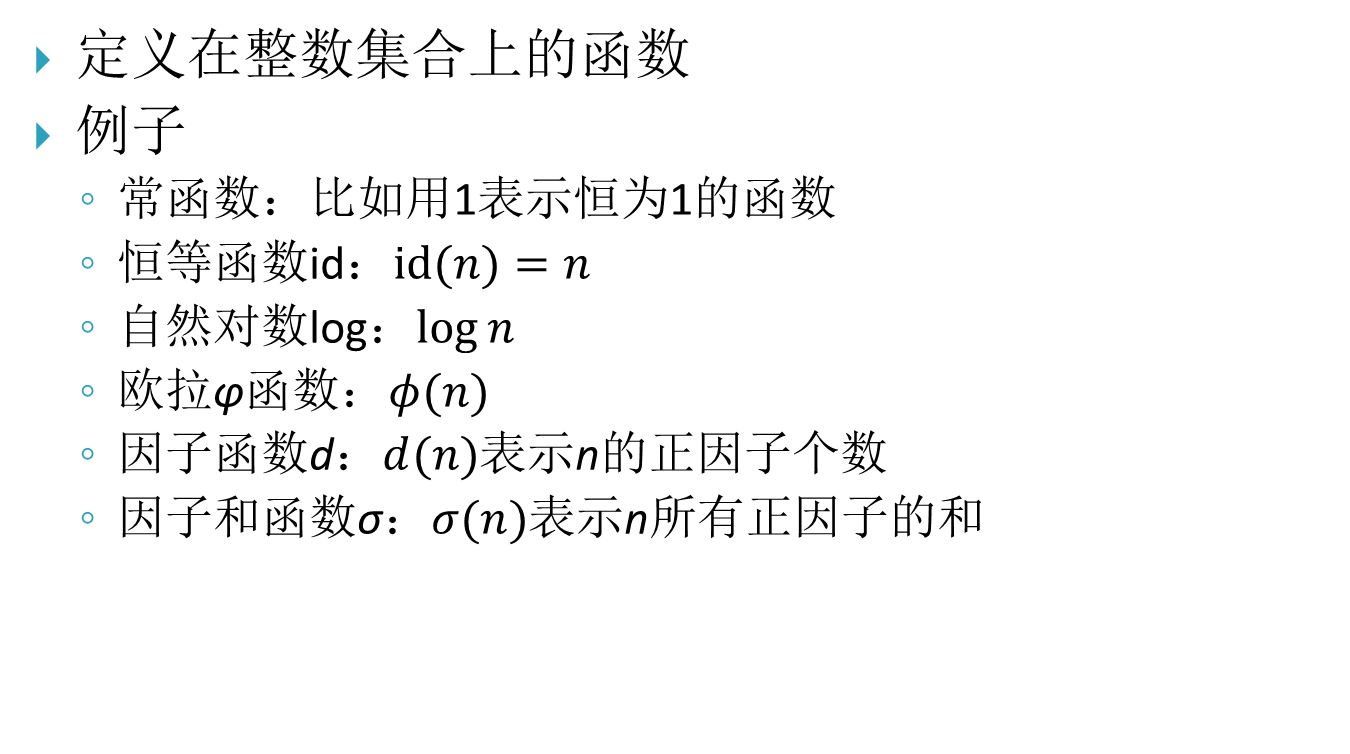 定义在整数集合上的函数
例子
常函数：比如用1表示恒为1的函数
恒等函数id：id(n) = n
自然对数log：log n
欧拉φ函数：ϕ(n)
因子函数d：d(n)表示n的正因子个数
因子和函数σ：σ(n)表示n所有正因子的和